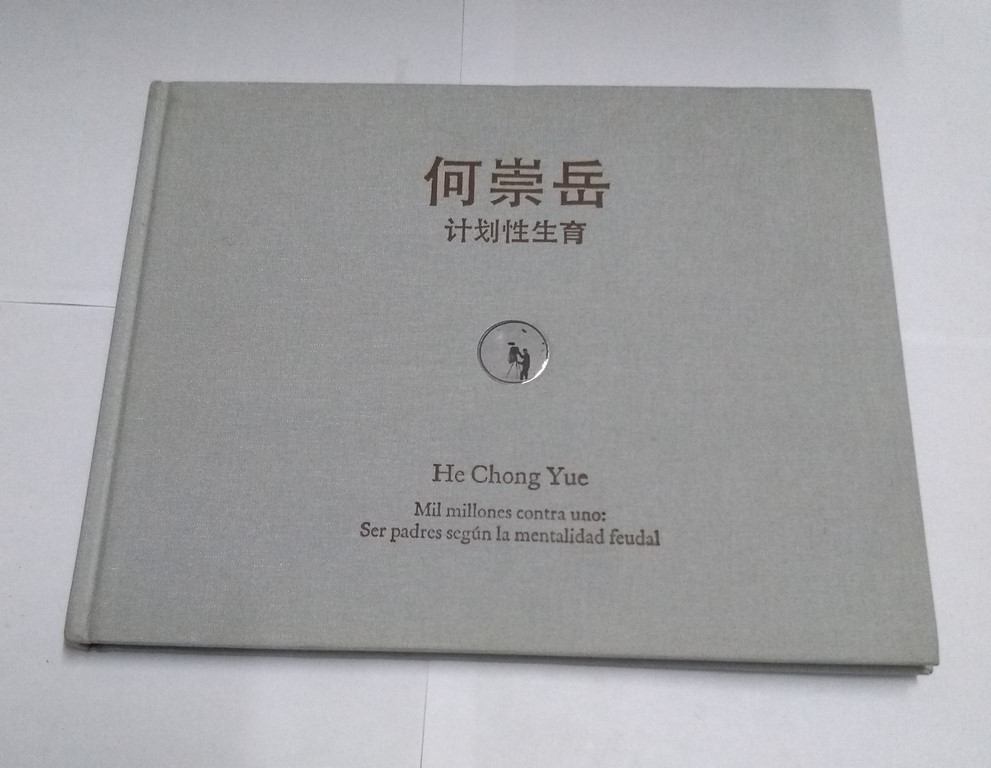 何崇岳
计划性生育
He Chong Yue
Mil millones contra uno:
Ser padres según la mentalidad feudal